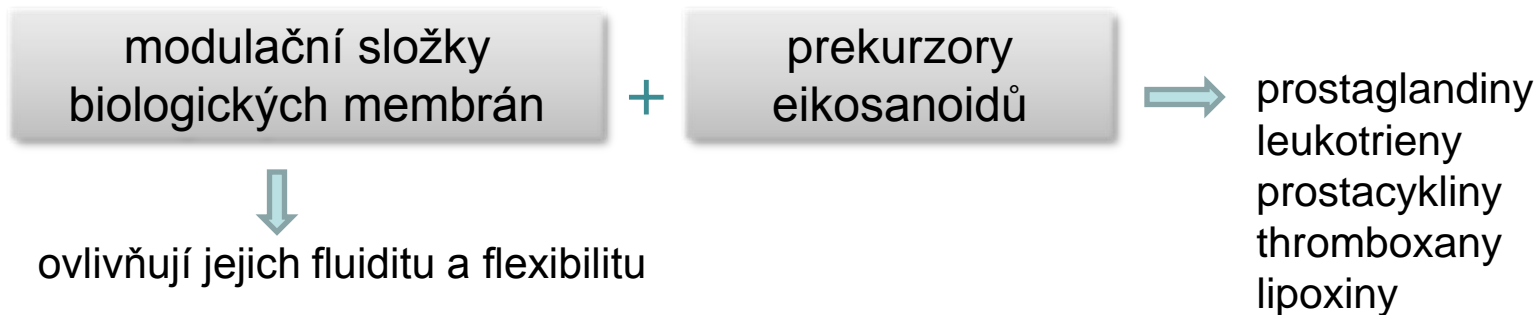 modulační složky
biologických membrán
+
prekurzory
eikosanoidů
prostaglandiny
leukotrieny
prostacykliny
thromboxany
lipoxiny
ovlivňují jejich fluiditu a flexibilitu